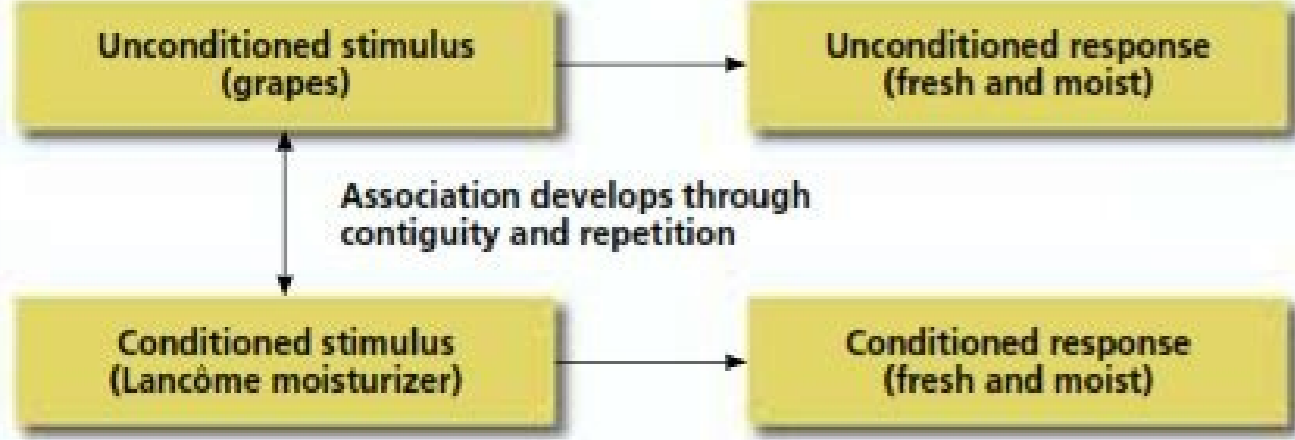 Unconditioned stimulus
(grapes)
Unconditioned response
(fresh and moist)
Association develops through
contiguity and repetition
Conditioned stimulus
(Lancôme moisturizer)
Conditioned response
(fresh and moist)